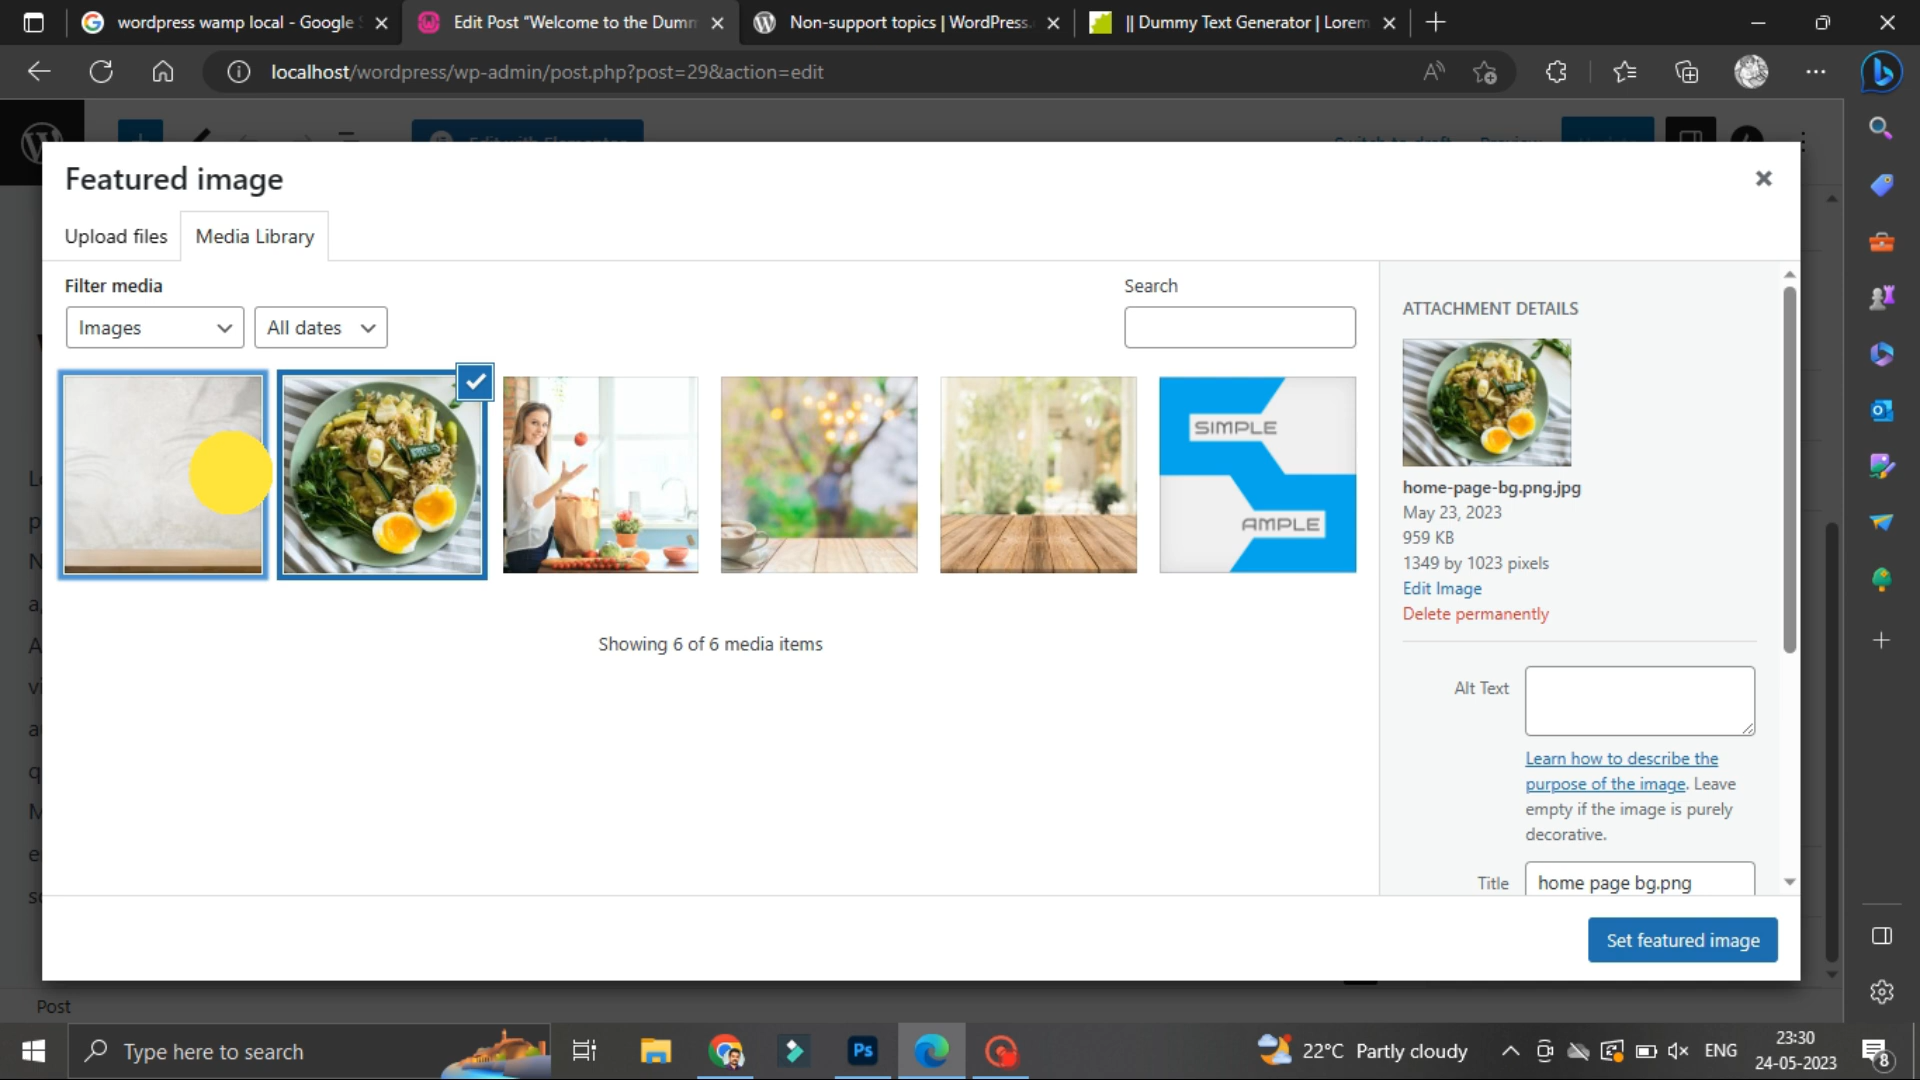 wordpress wamp local - Google
Edit Post "Welcome to the Dum
Non-support topics | WordPress.
|| Dummy Text Generator | Lorem
localhost/wordpress/wp-admin/post.php?post=29&action=edit
Featured image
Upload files
Media Library
Filter media
Search
Images
All dates
SIMPLE
AMPLE
Showing 6 of 6 media items
ATTACHMENT DETAILS
home-page-bg.png.jpg
May 23, 2023
959 KB
1349 by 1023 pixels
Edit Image
Delete permanently
Alt Text
Learn how to describe the
purpose of the image. Leave
empty if the image is purely
decorative.
Title
home page bg.png
Set featured image
Post
Type here to search
Ps
22°C Partly cloudy
ENG
23:30
24-05-2023
8